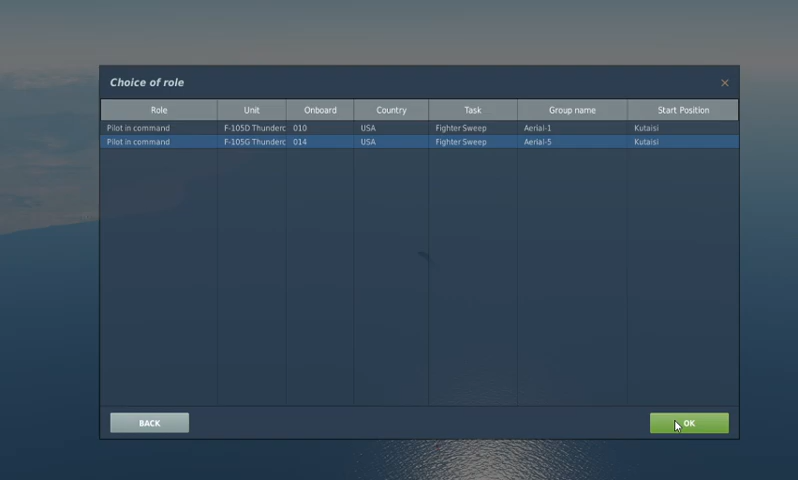 Choice of role
Role Unit Onboard Country Task Group name Start Position
Pilot in command F-105D Thunderc 010 USA Fighter Sweep Aerial-1 Kutaisi
Pilot in command F-105G Thunderc 014 USA Fighter Sweep Aerial-5 Kutaisi
BACK OK